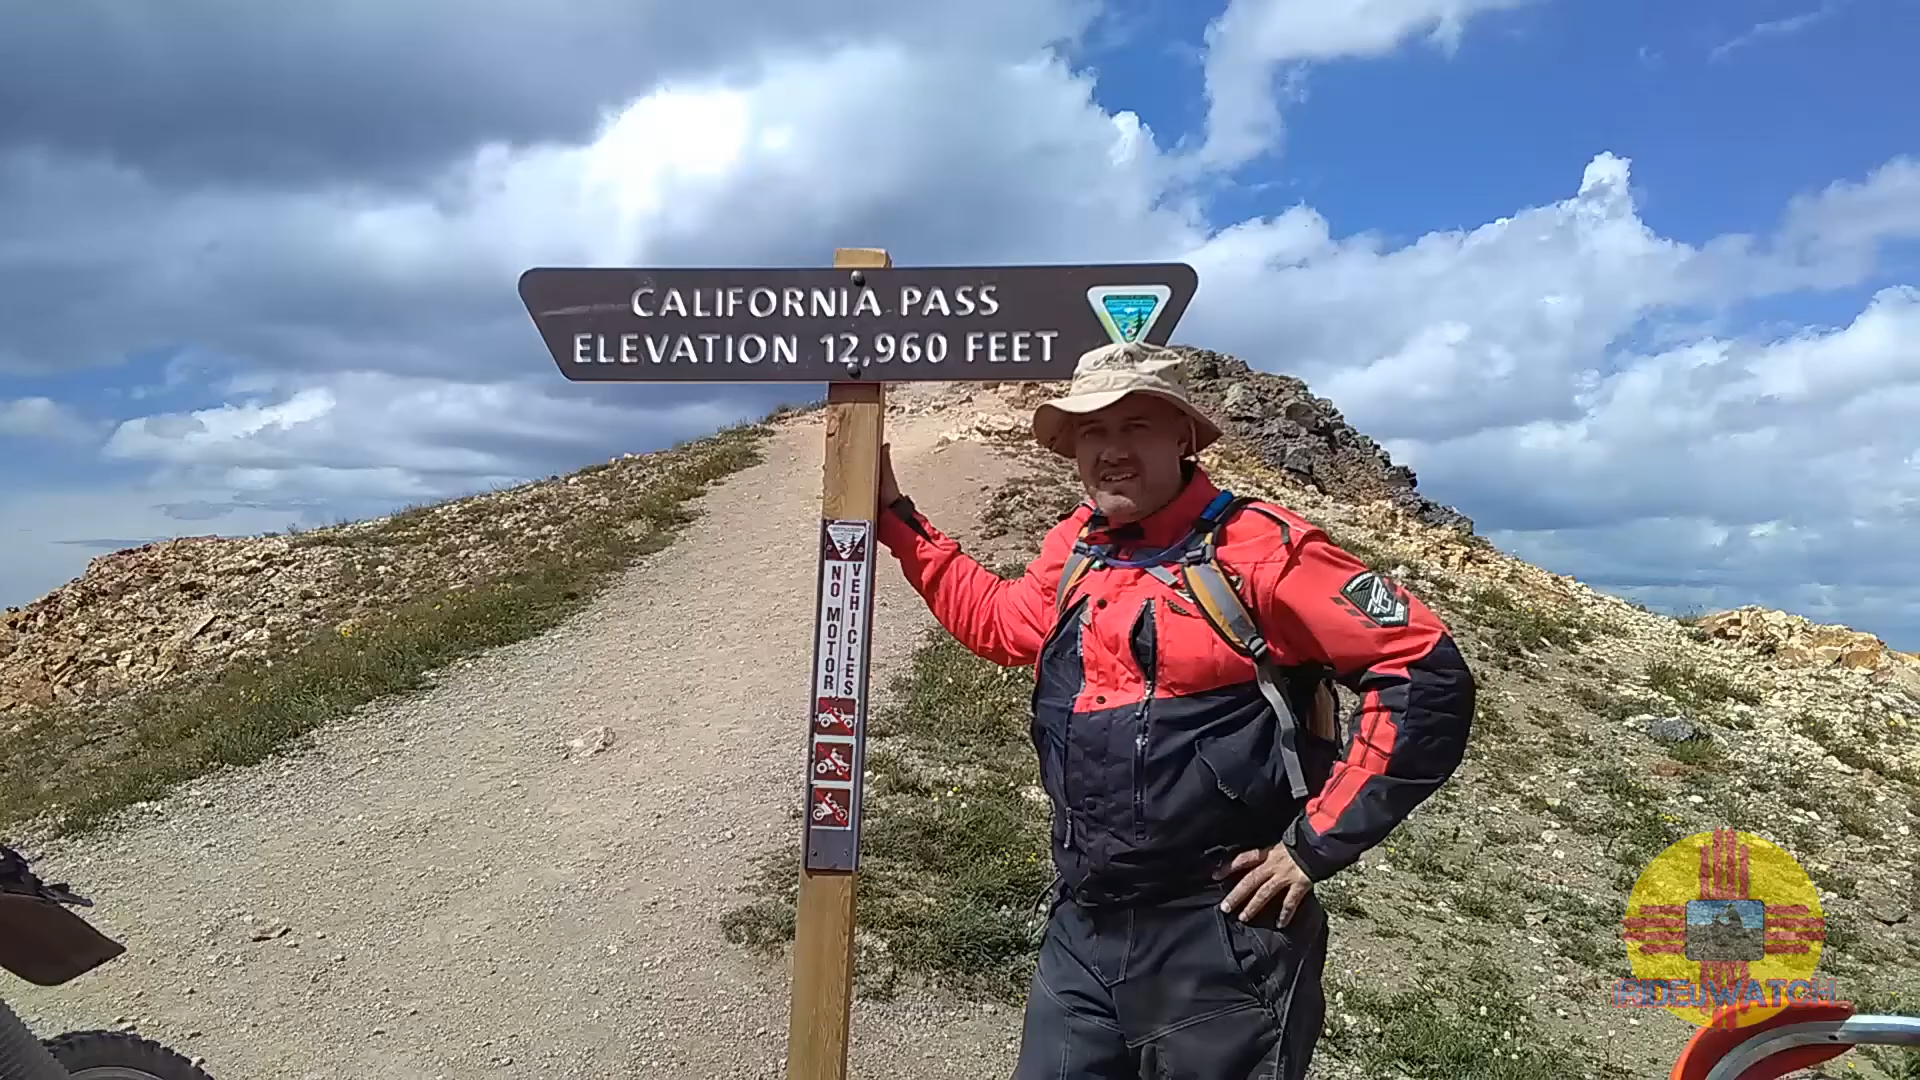 CALIFORNIA PASS
ELEVATION 12,960 FEET
NO MOTOR
VEHICLES
iRIDEUWATCH